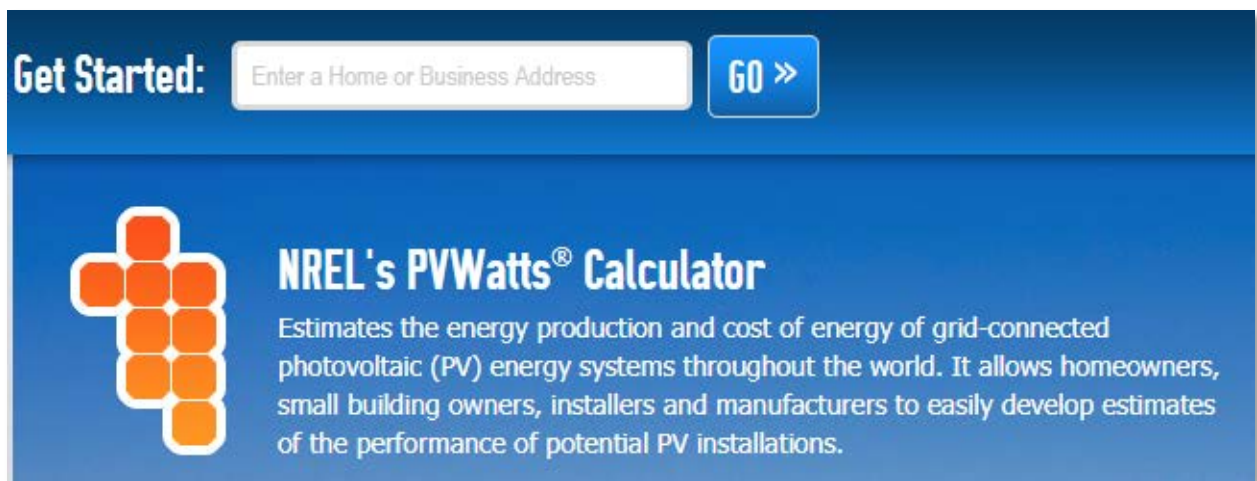 Get Started:
Enter a Home or Business Address
GO »
NREL's PVWatts® Calculator
Estimates the energy production and cost of energy of grid-connected
photovoltaic (PV) energy systems throughout the world. It allows homeowners,
small building owners, installers and manufacturers to easily develop estimates
of the performance of potential PV installations.